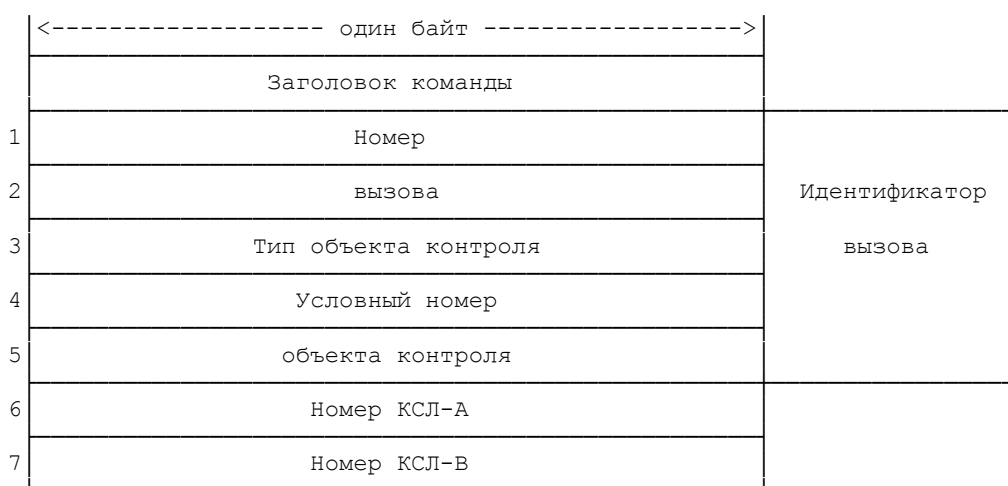 <------------------- один байт ------------------>
Заголовок команды
1 Номер
2 вызова Идентификатор
3 Тип объекта контроля вызова
4 Условный номер
5 объекта контроля
6 Номер КСЛ-А
7 Номер КСЛ-В